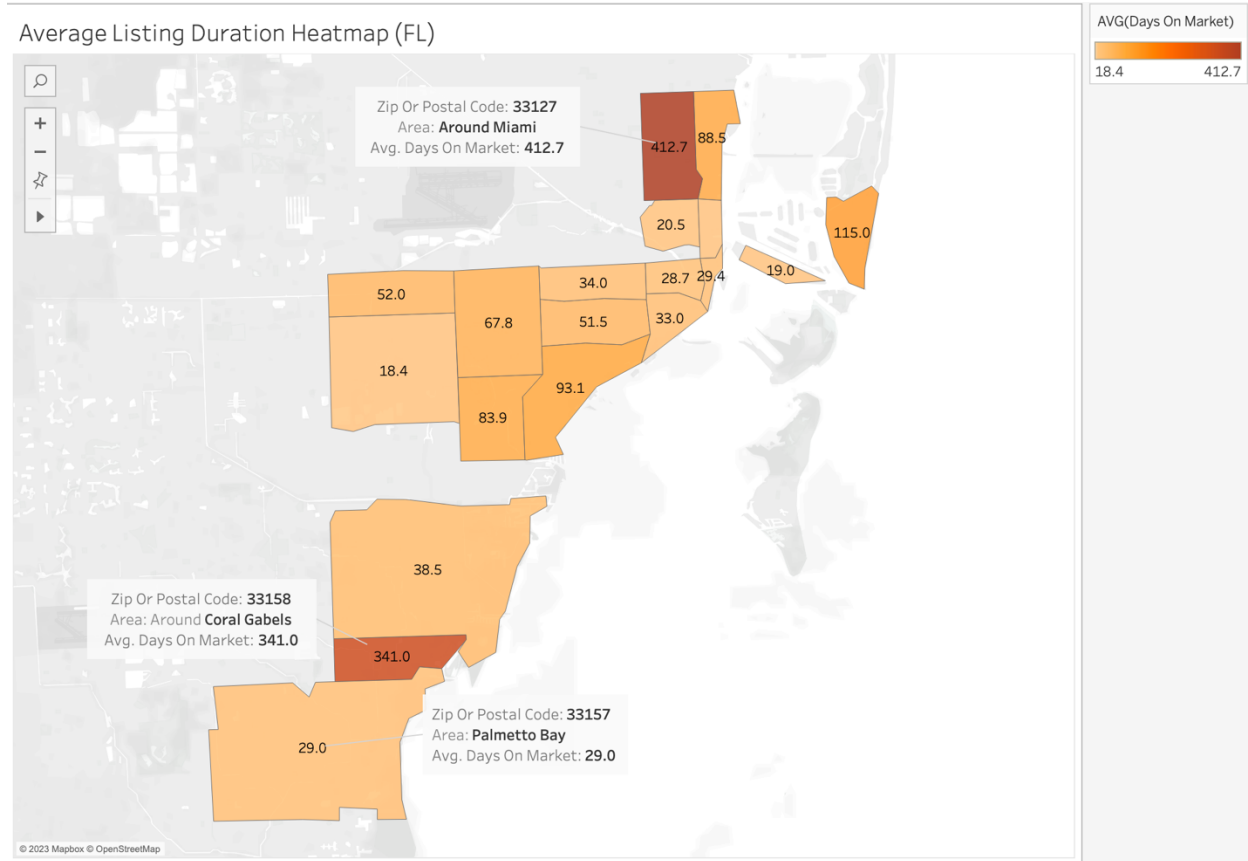 Average Listing Duration Heatmap (FL)
AVG(Days On Market)
18.4 412.7
Zip Or Postal Code: 33127
Area: Around Miami
Avg. Days On Market: 412.7
412.7
88.5
20.5
115.0
19.0
52.0
67.8
34.0
28.7
29.4
51.5
33.0
18.4
93.1
83.9
38.5
Zip Or Postal Code: 33158
Area: Around Coral Gabels
Avg. Days On Market: 341.0
341.0
Zip Or Postal Code: 33157
Area: Palmetto Bay
Avg. Days On Market: 29.0
29.0
© 2023 Mapbox © OpenStreetMap